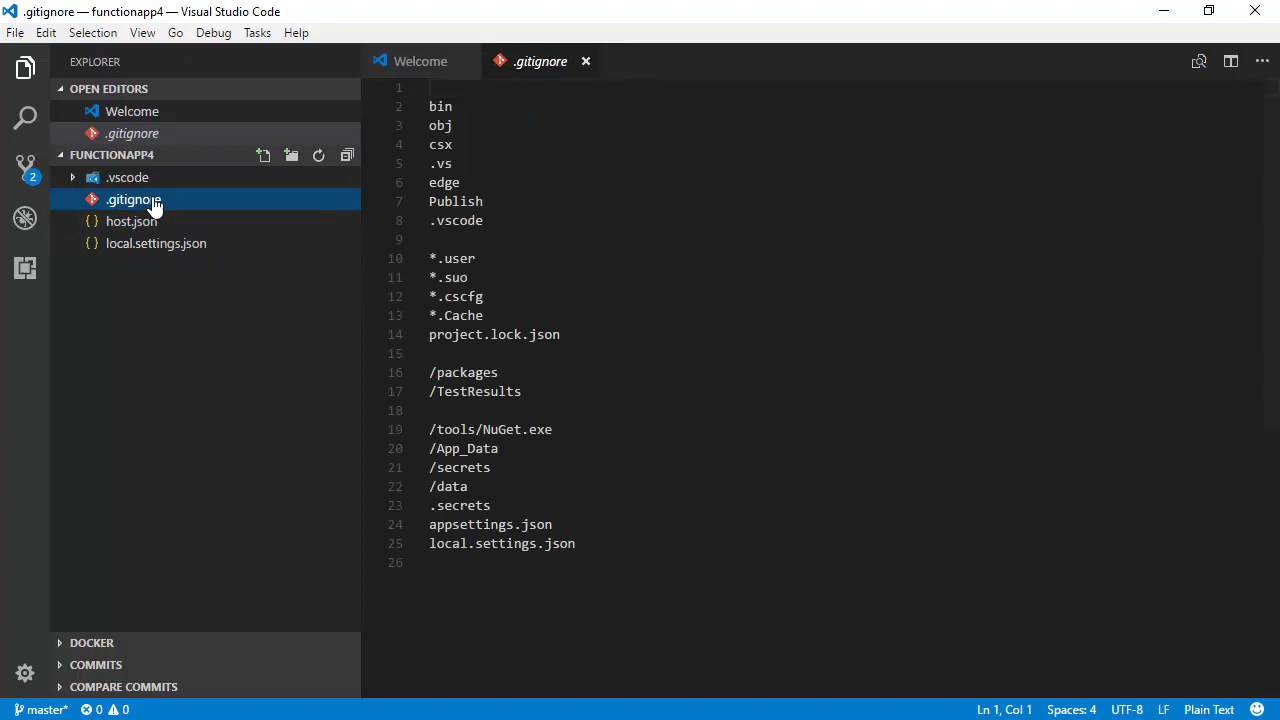 .gitignore — functionapp4 — Visual Studio Code
File Edit Selection View Go Debug Tasks Help
EXPLORER
OPEN EDITORS
Welcome
.gitignore
FUNCTIONAPP4
.vscode
.gitignore
{ } host.json
{ } local.settings.json
DOCKER
COMMITS
COMPARE COMMITS
2
Welcome .gitignore
1
2 bin
3 obj
4 csx
5 .vs
6 edge
7 Publish
8 .vscode
9
10 *.user
11 *.suo
12 *.cscfg
13 *.Cache
14 project.lock.json
15
16 /packages
17 /TestResults
18
19 /tools/NuGet.exe
20 /App_Data
21 /secrets
22 /data
23 .secrets
24 appsettings.json
25 local.settings.json
26
master* 0 0 Ln 1, Col 1 Spaces: 4 UTF-8 LF Plain Text